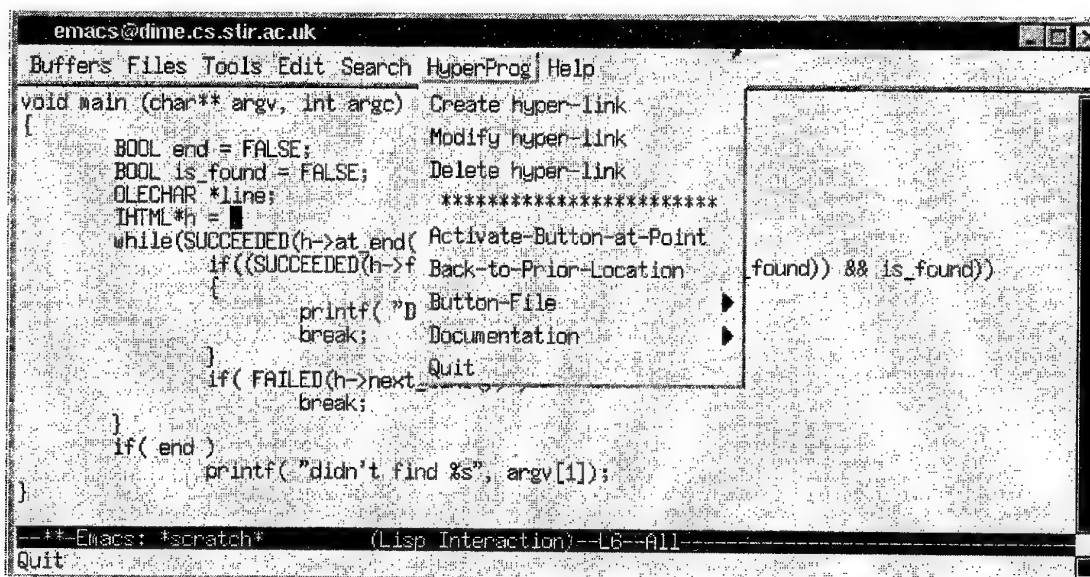 emacs@dime.cs.stir.ac.uk
Buffers Files Tools Edit Search HyperProg Help
void main (char** argv, int argc)
{
BOOL end = FALSE;
BOOL is_found = FALSE;
OLECHAR *line;
IHTML*h =
while(SUCCEEDED(h->at_end(
if((SUCCEEDED(h->f
found)) && is_found))
{
printf( "D
break;
}
if( FAILED(h->next_
break;
}
if( end )
printf( "didn't find %s", argv[1]);
}
Create hyper-link
Modify hyper-link
Delete hyper-link
************************
Activate-Button-at-Point
Back-to-Prior-Location
Button-File
Documentation
Quit
--**-Emacs: *scratch* (Lisp Interaction)--L6--All
Quit